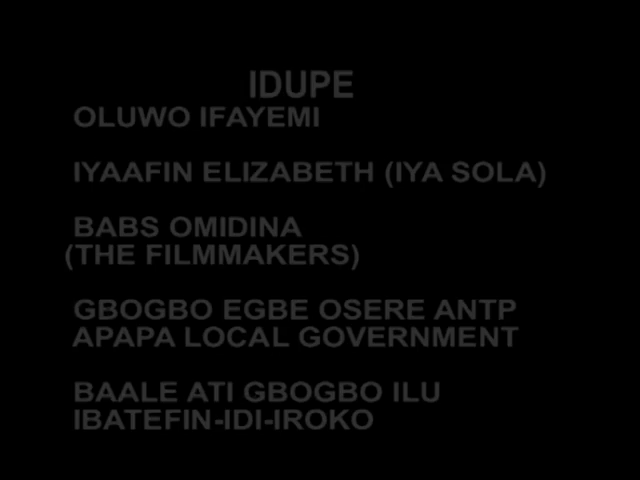 IDUPE
OLUWO IFAYEMI
IYAAFIN ELIZABETH (IYA SOLA)
BABS OMIDINA
(THE FILMMAKERS)
GBOGBO EGBE OSERE ANTP
APAPA LOCAL GOVERNMENT
BAALE ATI GBOGBO ILU
IBATEFIN-IDI-IROKO